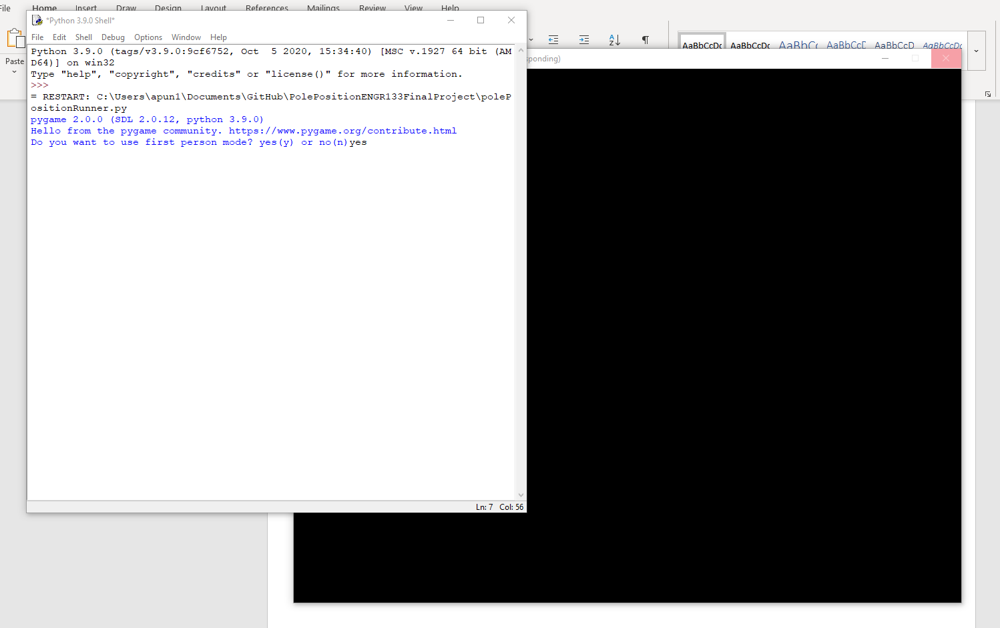 File Home Insert Draw Design Layout References Mailings Review View Help
*Python 3.9.0 Shell*
File Edit Shell Debug Options Window Help
Python 3.9.0 (tags/v3.9.0:9cf6752, Oct  5 2020, 15:34:40) [MSC v.1927 64 bit (AM
D64)] on win32
Type "help", "copyright", "credits" or "license()" for more information.
>>>
= RESTART: C:\Users\apun1\Documents\GitHub\PolePositionENGR133FinalProject\poleP
ositionRunner.py
pygame 2.0.0 (SDL 2.0.12, python 3.9.0)
Hello from the pygame community. https://www.pygame.org/contribute.html
Do you want to use first person mode? yes(y) or no(n)yes
Ln: 7 Col: 56
Paste
A
Z
¶
AaBbCcDc AaBbCcDc AaBbCc AaBbCcD AaBbCcD AaBbCcDc
sponding)